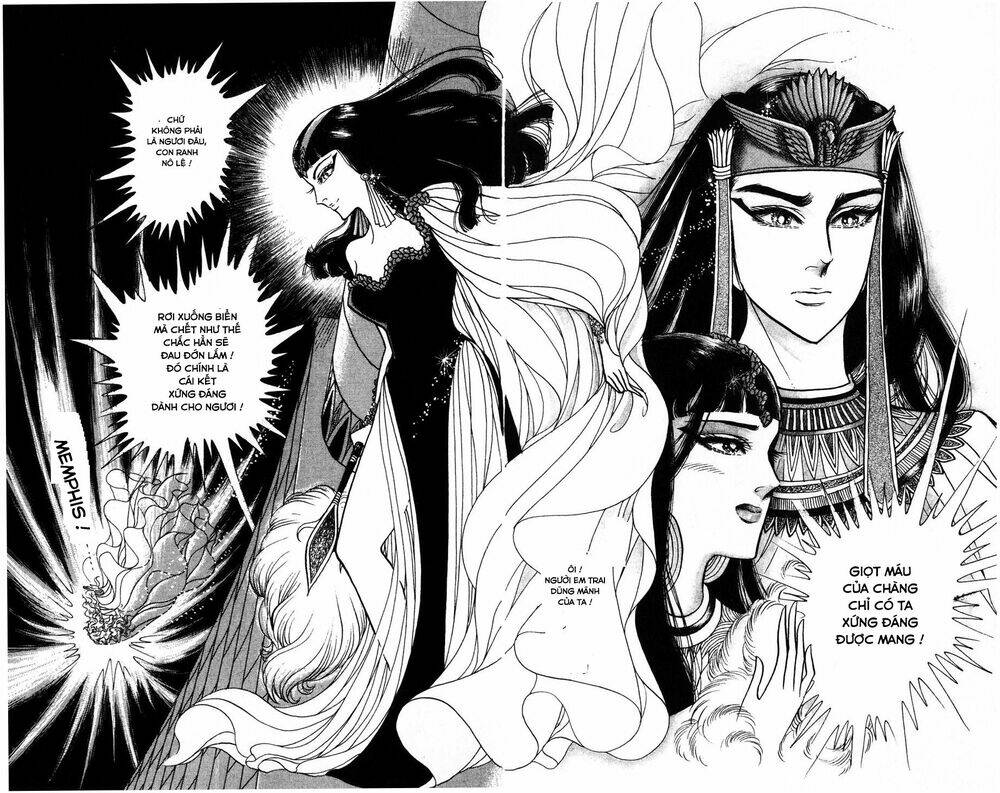 ÔI !
NGƯỜI EM TRAI
DŨNG MÃNH
CỦA TA !
GIỌT MÁU
CỦA CHÀNG
CHỈ CÓ TA
XỨNG ĐÁNG
ĐƯỢC MANG !
CHỨ
KHÔNG PHẢI
LÀ NGƯƠI ĐÂU,
CON RANH
NÔ LỆ !
RƠI XUỐNG BIỂN
MÀ CHẾT NHƯ THẾ
CHẮC HẲN SẼ
ĐAU ĐỚN LẮM !
ĐÓ CHÍNH LÀ
CÁI KẾT
XỨNG ĐÁNG
DÀNH CHO NGƯƠI !
MEMPHIS !